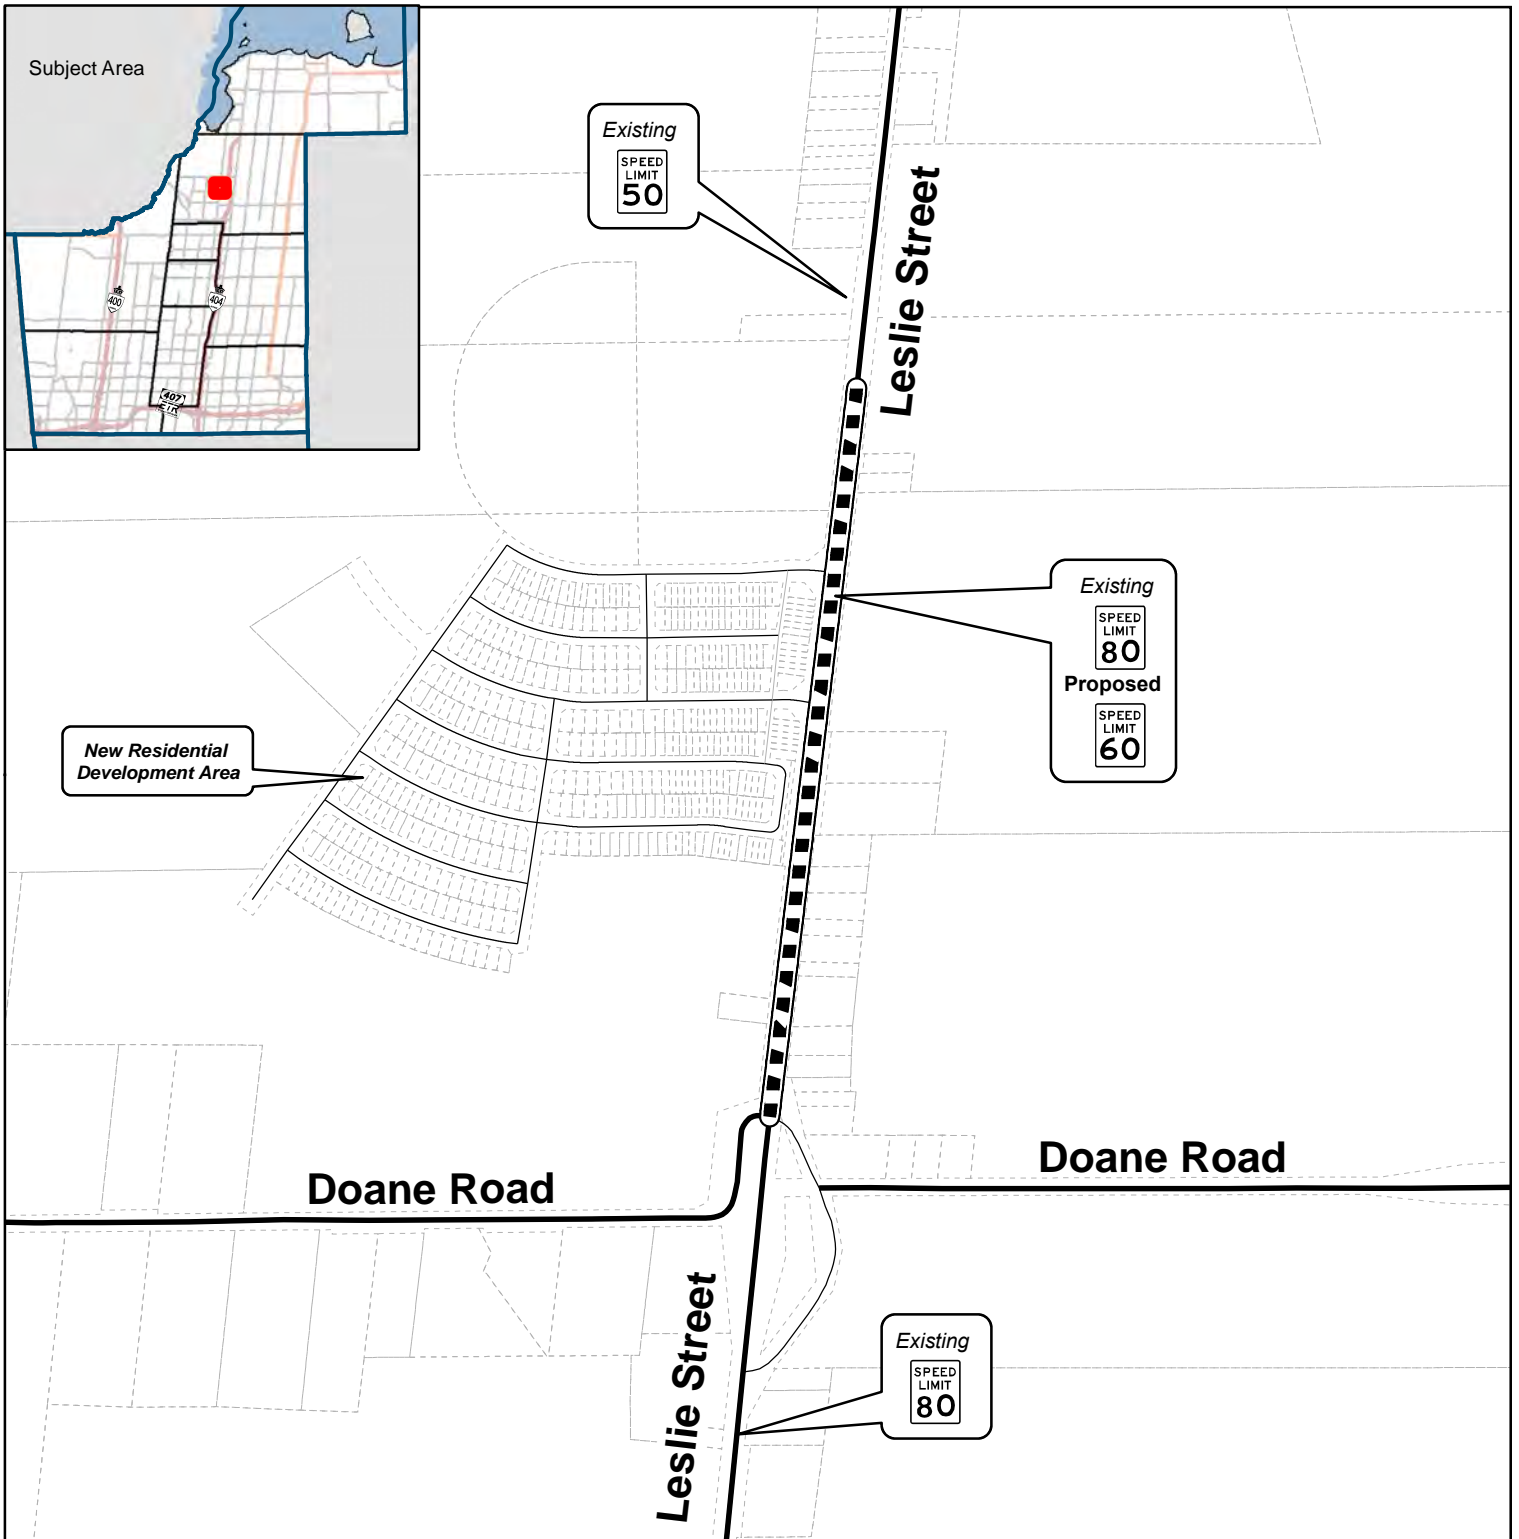 Subject Area
400
404
407
ETR
Existing
SPEED
LIMIT
50
Leslie Street
Existing
SPEED
LIMIT
80
Proposed
SPEED
LIMIT
60
New Residential
Development Area
Doane Road
Doane Road
Leslie Street
Existing
SPEED
LIMIT
80